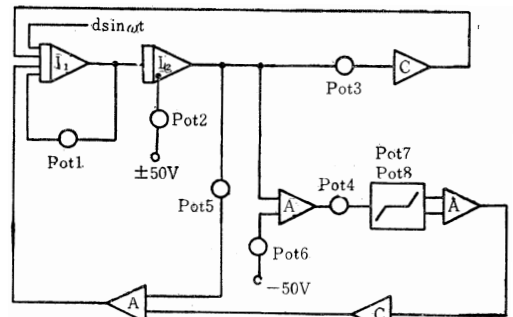 dsinωt
I₁
I₂
C
Pot3
Pot2
Pot1
±50V
Pot7
Pot4
Pot8
Pot5
A
A
Pot6
−50V
A
C